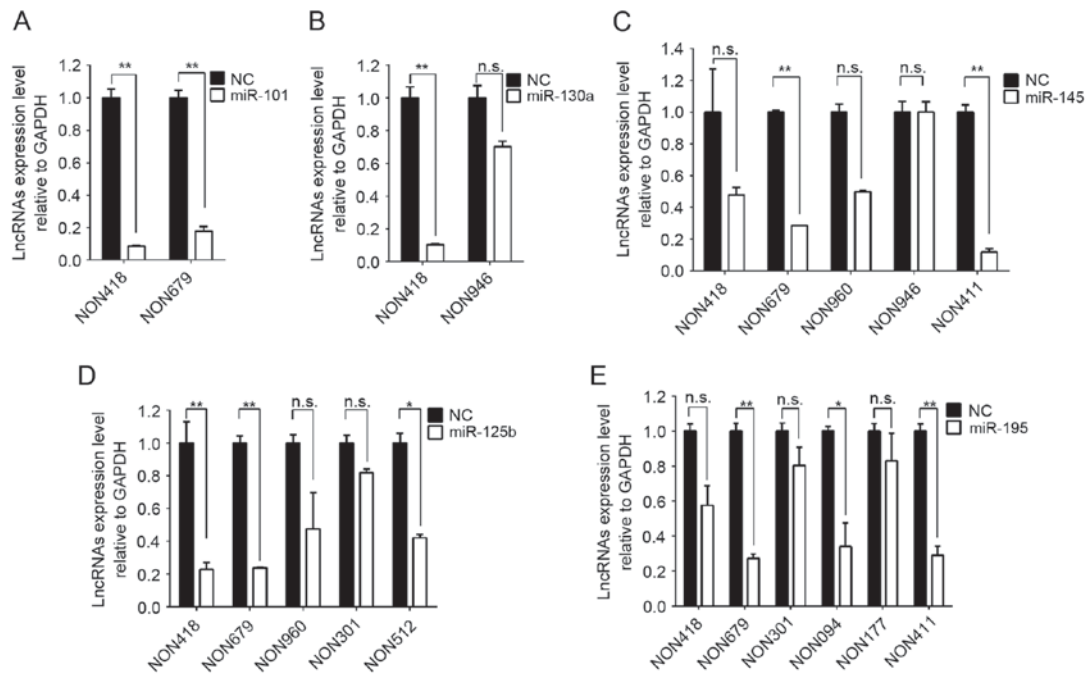 A
LncRNAs expression level
relative to GAPDH
1.2
1.0
0.8
0.6
0.4
0.2
0.0
**
**
NC
miR-101
NON418
NON679
B
LncRNAs expression level
relative to GAPDH
1.2
1.0
0.8
0.6
0.4
0.2
0.0
**
n.s.
NC
miR-130a
NON418
NON946
C
LncRNAs expression level
relative to GAPDH
1.4
1.2
1.0
0.8
0.6
0.4
0.2
0.0
n.s.
**
n.s.
n.s.
**
NC
miR-145
NON418
NON679
NON960
NON946
NON411
D
LncRNAs expression level
relative to GAPDH
1.2
1.0
0.8
0.6
0.4
0.2
0.0
**
**
n.s.
n.s.
*
NC
miR-125b
NON418
NON679
NON960
NON301
NON512
E
LncRNAs expression level
relative to GAPDH
1.2
1.0
0.8
0.6
0.4
0.2
0.0
n.s.
**
n.s.
*
n.s.
**
NC
miR-195
NON418
NON679
NON301
NON094
NON177
NON411